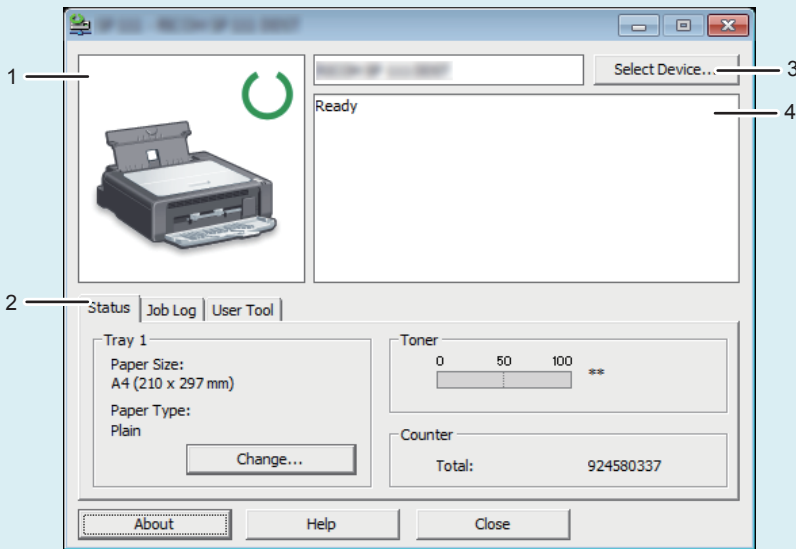 1
3
Select Device...
4
Ready
2
Status
Job Log
User Tool
Tray 1
Paper Size:
A4 (210 x 297 mm)
Paper Type:
Plain
Change...
Toner
0 50 100
**
Counter
Total: 924580337
About
Help
Close